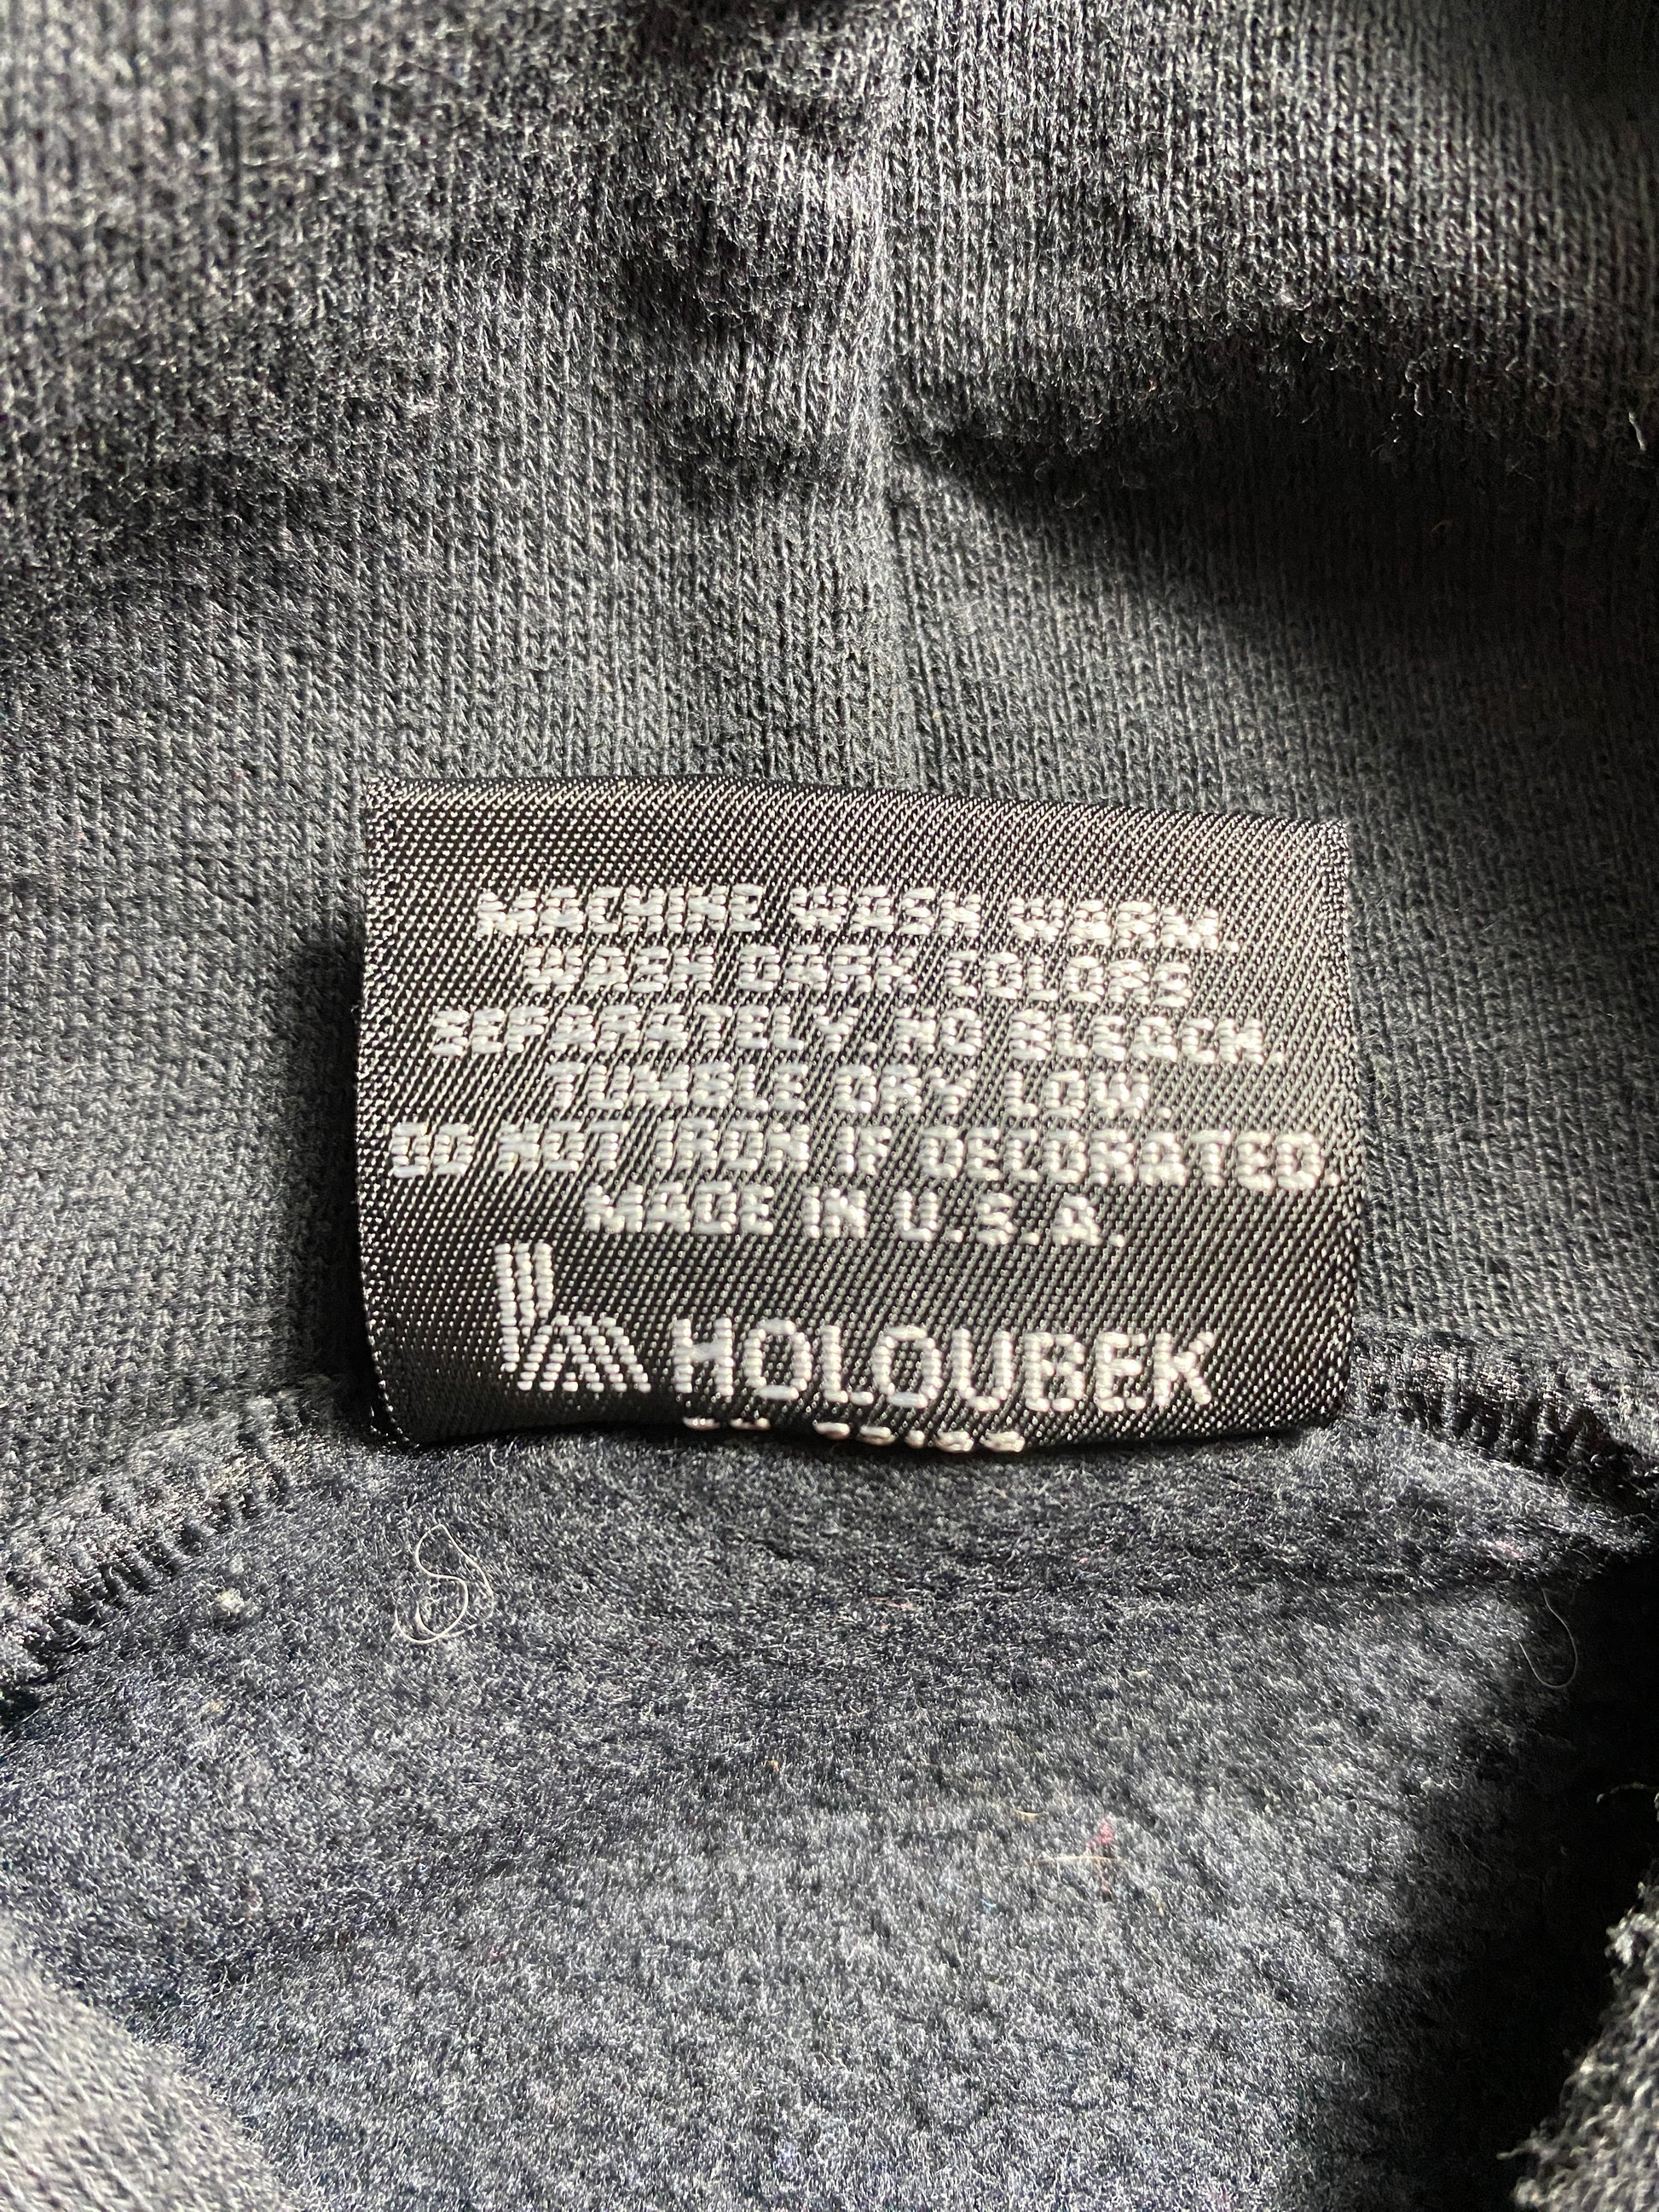 MACHINE WASH WARM.
WASH DARK COLORS
SEPARATELY. NO BLEACH.
TUMBLE DRY LOW.
DO NOT IRON IF DECORATED.
MADE IN U.S.A.
HOLOUBEK